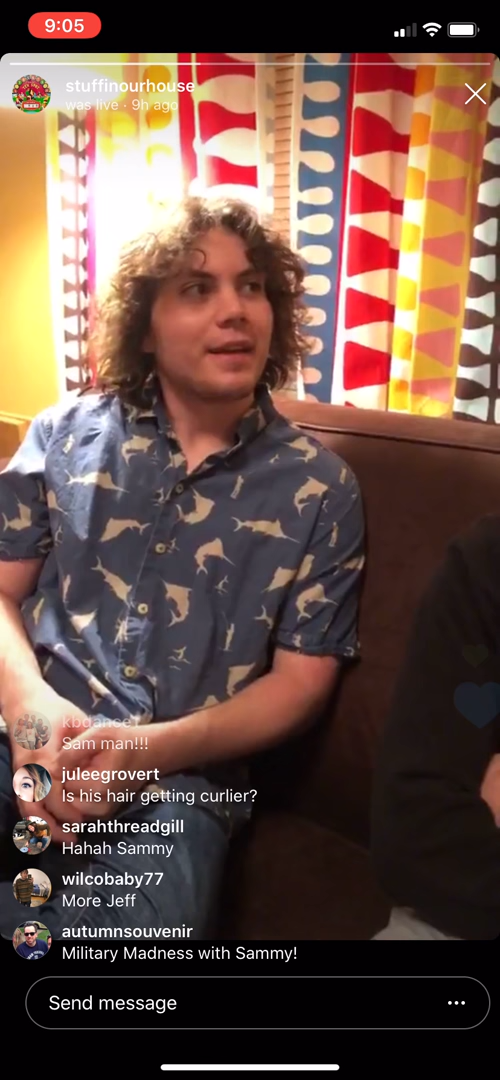 9:05
stuffinourhouse
was live · 9h ago
Sam man!!!
juleegrovert
Is his hair getting curlier?
sarahthreadgill
Hahah Sammy
wilcobaby77
More Jeff
autumnsouvenir
Military Madness with Sammy!
Send message